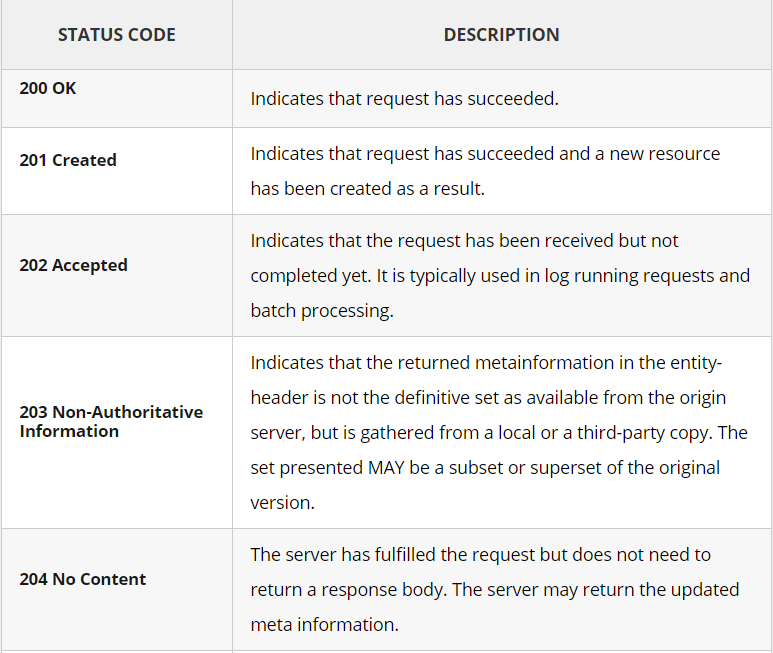 STATUS CODE
DESCRIPTION
200 OK
Indicates that request has succeeded.
201 Created
Indicates that request has succeeded and a new resource
has been created as a result.
202 Accepted
Indicates that the request has been received but not
completed yet. It is typically used in log running requests and
batch processing.
203 Non-Authoritative
Information
Indicates that the returned metainformation in the entity-
header is not the definitive set as available from the origin
server, but is gathered from a local or a third-party copy. The
set presented MAY be a subset or superset of the original
version.
204 No Content
The server has fulfilled the request but does not need to
return a response body. The server may return the updated
meta information.